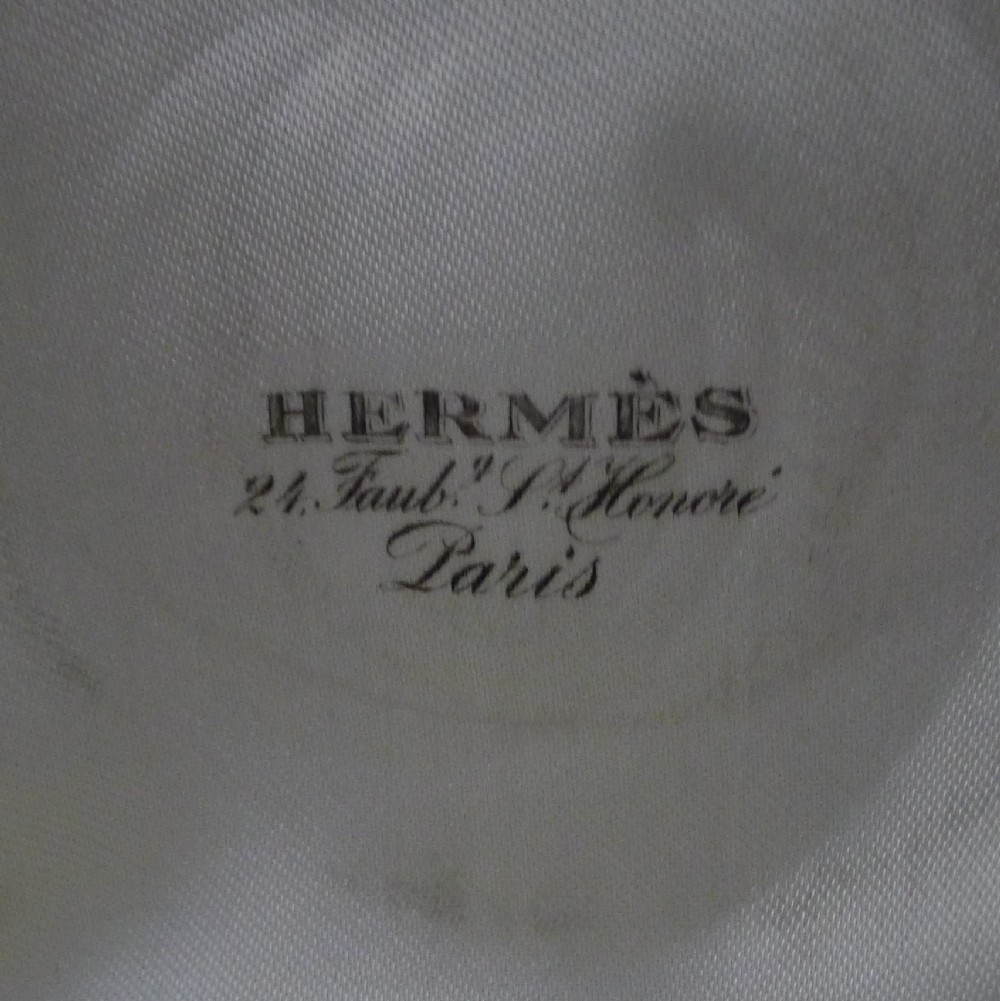 HERMÈS
24, Faubg. St. Honoré
Paris